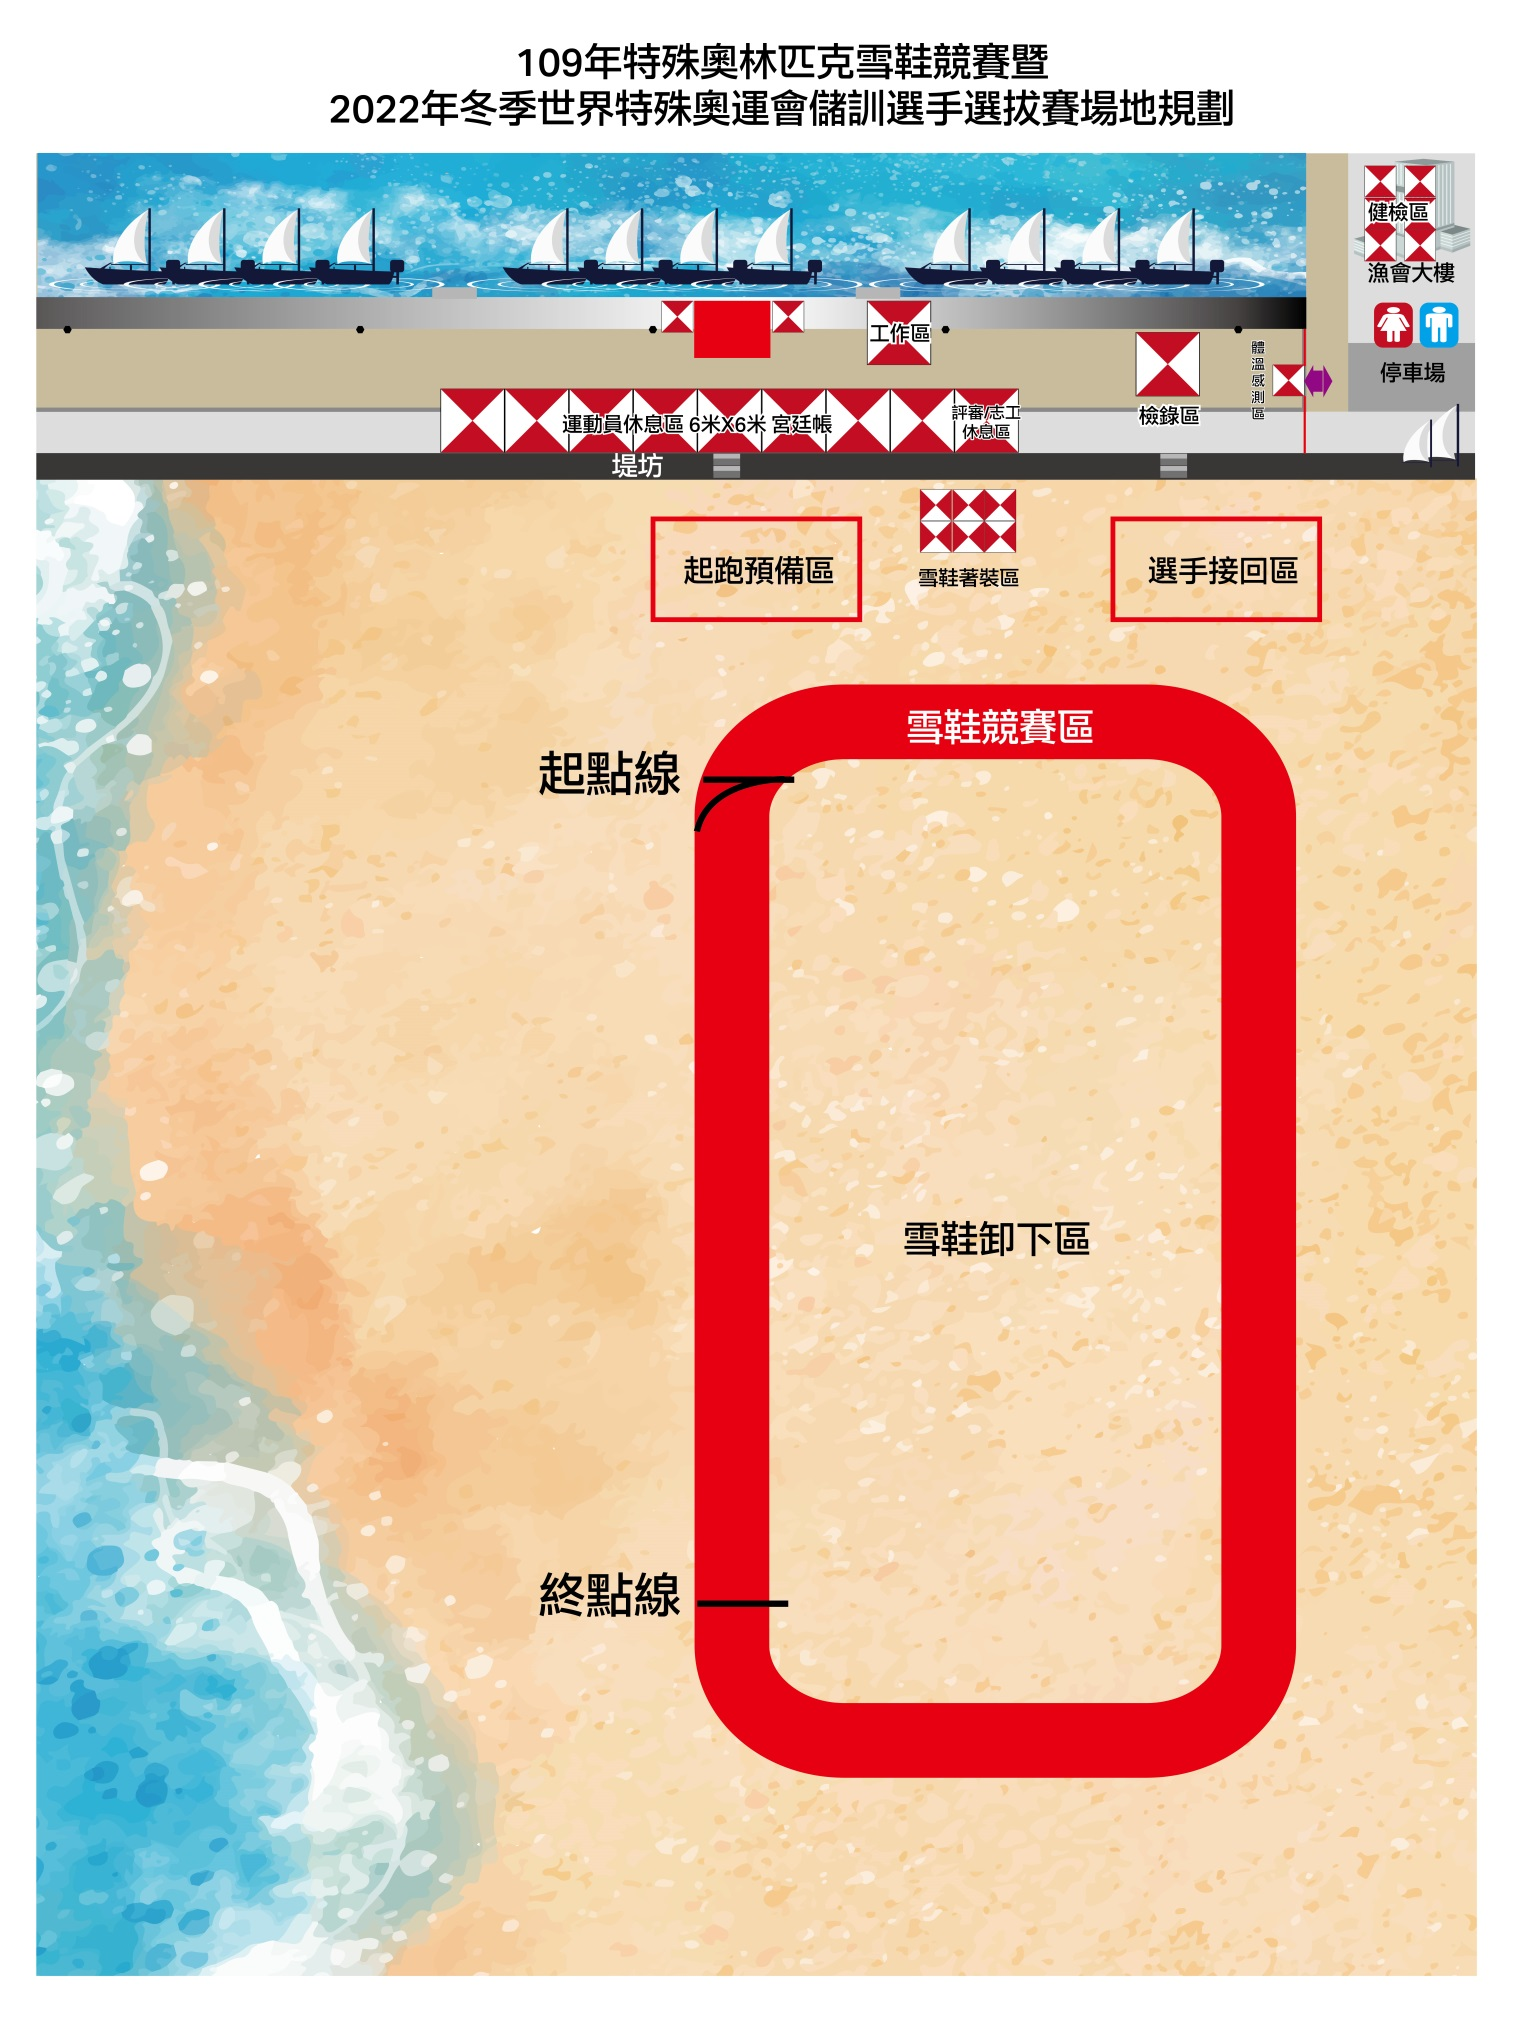 109年特殊奧林匹克雪鞋競賽暨
2022年冬季世界特殊奧運會儲訓選手選拔賽場地規劃
健檢區
漁會大樓
停車場
工作區
體溫感測區
檢錄區
運動員休息區 6米X6米 宮廷帳
評審/志工
休息區
堤坊
起跑預備區
雪鞋著裝區
選手接回區
雪鞋競賽區
起點線
雪鞋卸下區
終點線